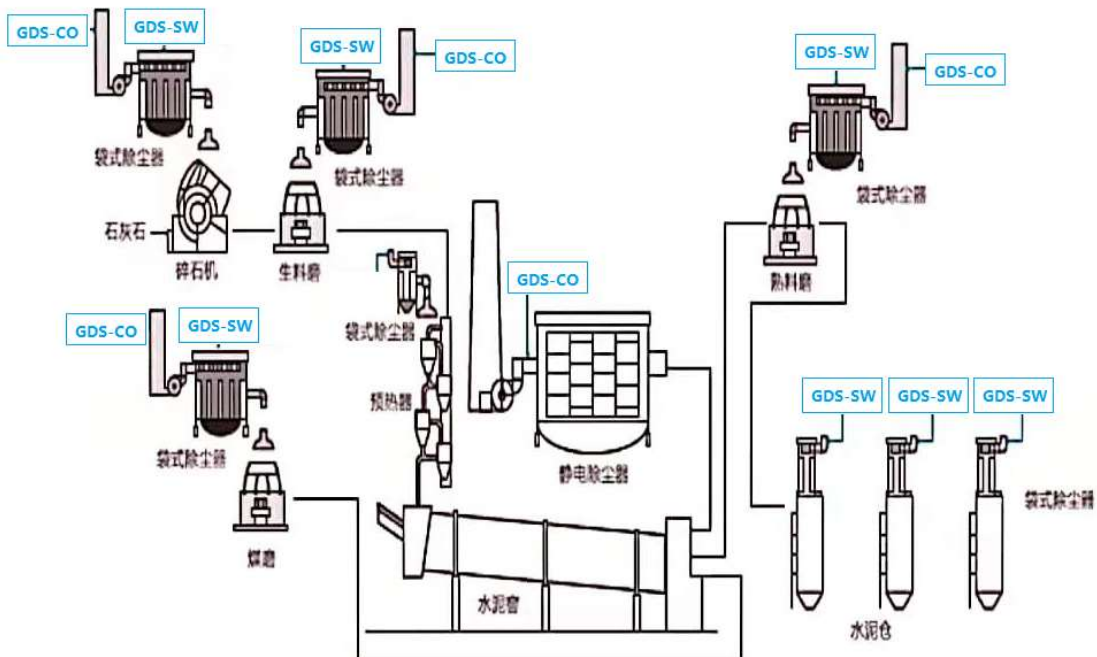 GDS-CO
GDS-SW
GDS-SW
GDS-CO
GDS-SW
GDS-CO
袋式除尘器
袋式除尘器
袋式除尘器
石灰石
碎石机
生料磨
熟料磨
GDS-CO
GDS-CO
GDS-SW
袋式除尘器
预热器
GDS-SW
GDS-SW
GDS-SW
袋式除尘器
静电除尘器
袋式除尘器
煤磨
水泥窑
水泥仓